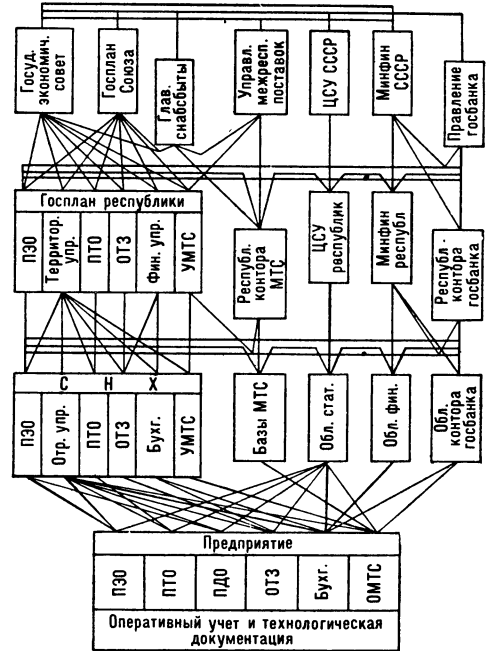 Госуд.
экономич.
совет
Госплан
Союза
Глав.
снабсбыты
Управл.
межресп.
поставок
ЦСУ СССР
Минфин
СССР
Правление
госбанка
Госплан республики
ПЭО
Территор.
упр.
ПТО
ОТЗ
Фин. упр.
УМТС
Республ.
контора
МТС
ЦСУ
рвспублик
Минфин
республ
Республ-
контора
госбанка
С Н Х
ПЭО
Отр. упр.
ПТО
ОТЗ
Бухг.
УМТС
Базы МТС
Обл. стат.
Обл. фин.
Обл.
контора
госбанка
Предприятие
ПЭО
ПТО
ПДО
ОТЗ
Бухг.
ОМТС
Оперативный учет и технологическая
документация